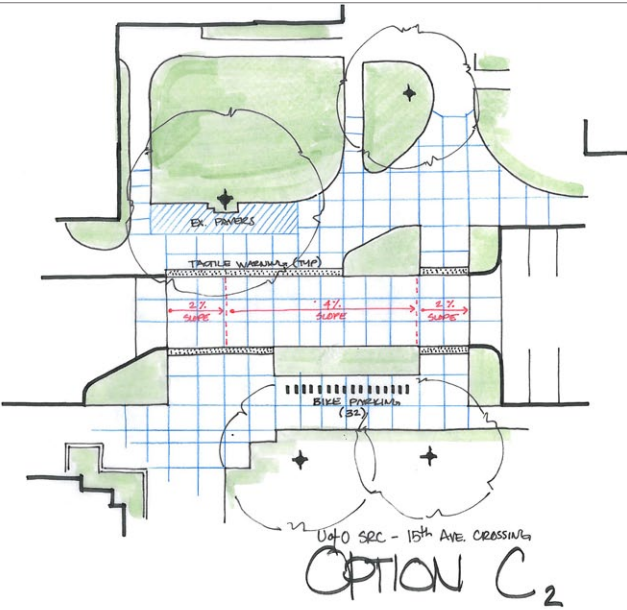 EX. PAVERS
TACTILE WARNING (TYP)
2%
SLOPE
4%
SLOPE
2%
SLOPE
BIKE PARKING
(32)
U of O SRC - 15th AVE. CROSSING
OPTION C2